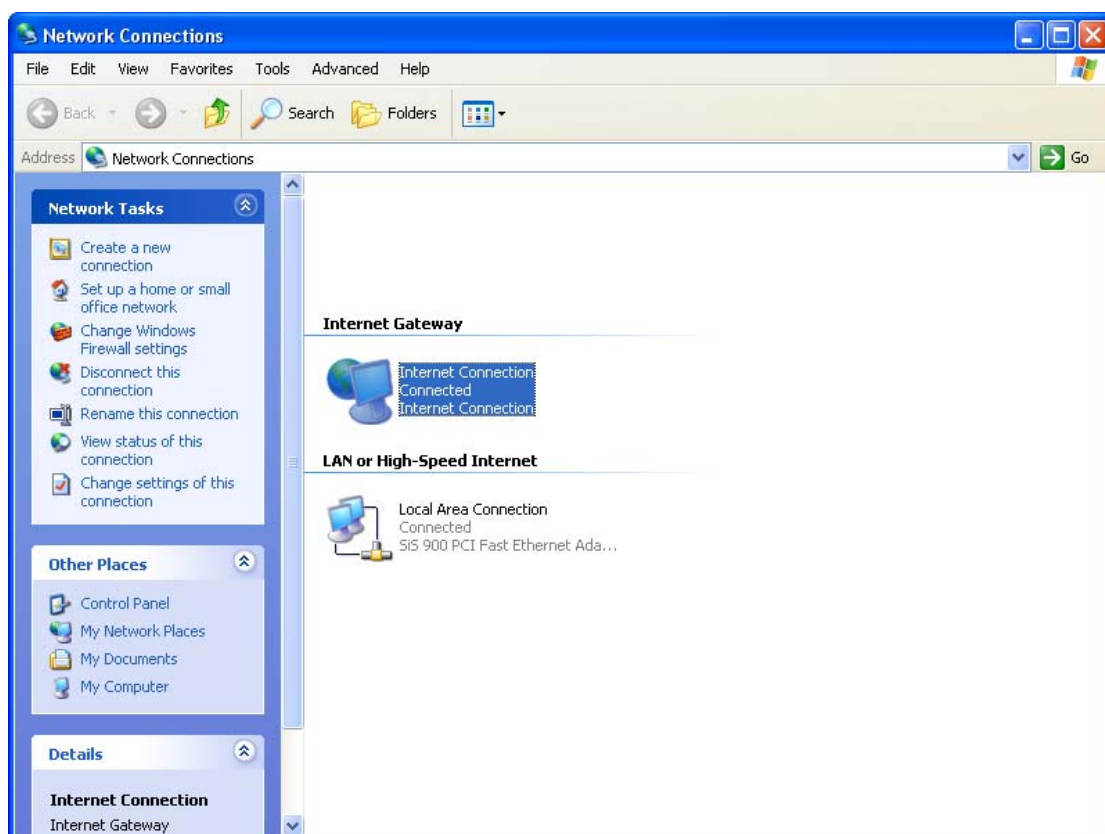 Network Connections
File Edit View Favorites Tools Advanced Help
Back Search Folders
Address Network Connections Go
Network Tasks
Create a new
connection
Set up a home or small
office network
Change Windows
Firewall settings
Disconnect this
connection
Rename this connection
View status of this
connection
Change settings of this
connection
Other Places
Control Panel
My Network Places
My Documents
My Computer
Details
Internet Connection
Internet Gateway
Internet Gateway
Internet Connection
Connected
Internet Connection
LAN or High-Speed Internet
Local Area Connection
Connected
SiS 900 PCI Fast Ethernet Ada...